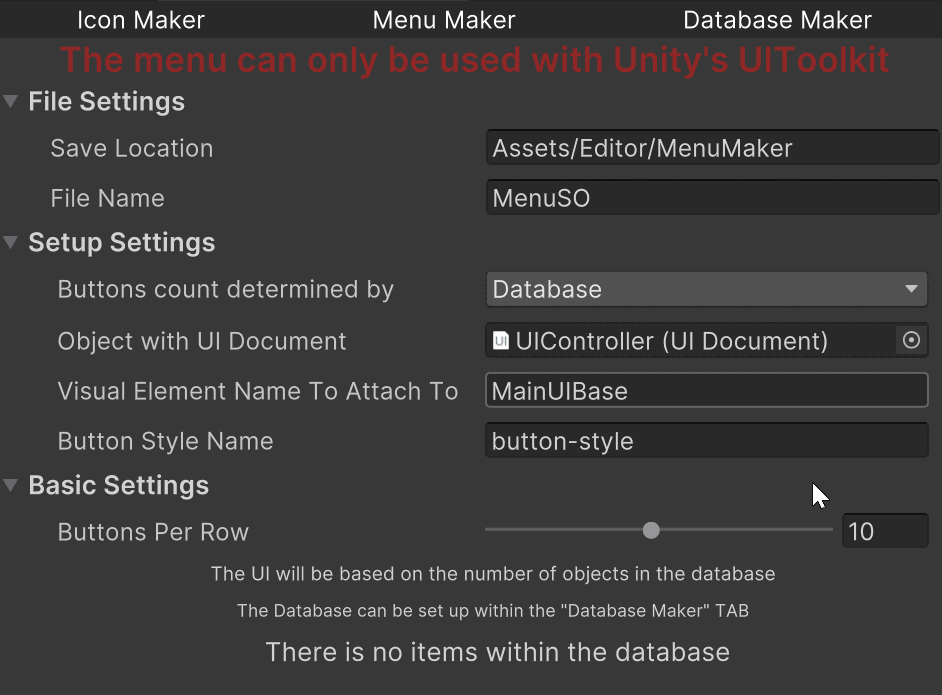 Icon Maker Menu Maker Database Maker
The menu can only be used with Unity's UIToolkit
File Settings
Save Location Assets/Editor/MenuMaker
File Name MenuSO
Setup Settings
Buttons count determined by Database
Object with UI Document UIController (UI Document)
Visual Element Name To Attach To MainUIBase
Button Style Name button-style
Basic Settings
Buttons Per Row 10
The UI will be based on the number of objects in the database
The Database can be set up within the "Database Maker" TAB
There is no items within the database